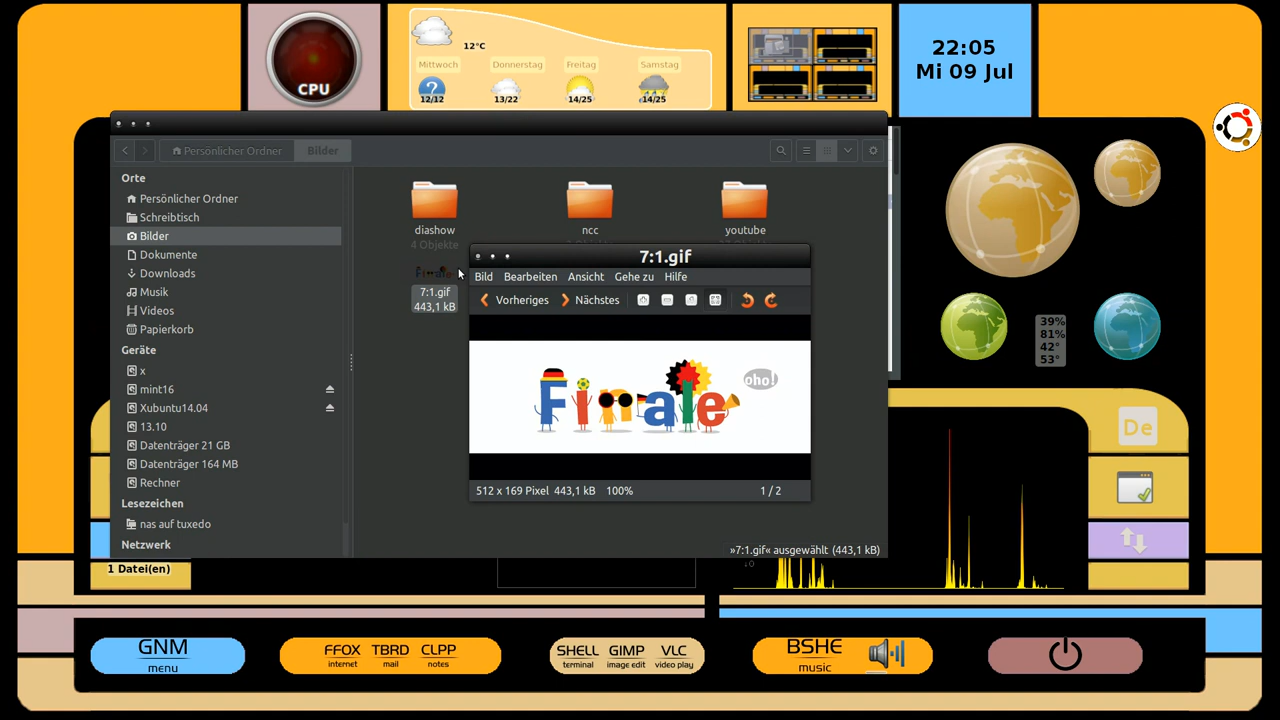 CPU
12°C
Mittwoch
Donnerstag
Freitag
Samstag
?
12/12
13/22
14/25
14/25
22:05
Mi 09 Jul
Persönlicher Ordner
Bilder
Orte
Persönlicher Ordner
Schreibtisch
Bilder
Dokumente
Downloads
Musik
Videos
Papierkorb
Geräte
x
mint16
Xubuntu14.04
13.10
Datenträger 21 GB
Datenträger 164 MB
Rechner
Lesezeichen
nas auf tuxedo
Netzwerk
diashow
4 Objekte
ncc
youtube
Finale
7:1.gif
443,1 kB
7:1.gif
Bild Bearbeiten Ansicht Gehe zu Hilfe
Vorheriges Nächstes
Finale
oho!
512 x 169 Pixel 443,1 kB 100% 1 / 2
»7:1.gif« ausgewählt (443,1 kB)
39%
81%
42°
53°
De
1 Datei(en)
↓0
GNM
menu
FFOX
internet
TBRD
mail
CLPP
notes
SHELL
terminal
GIMP
image edit
VLC
video play
BSHE
music